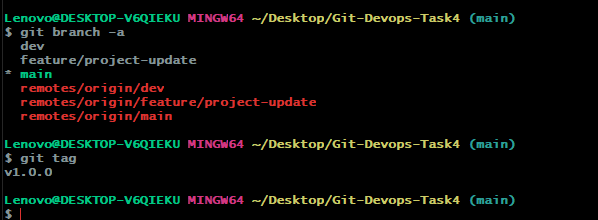 Lenovo@DESKTOP-V6QIEKU MINGW64 ~/Desktop/Git-Devops-Task4 (main)
$ git branch -a
  dev
  feature/project-update
* main
  remotes/origin/dev
  remotes/origin/feature/project-update
  remotes/origin/main
Lenovo@DESKTOP-V6QIEKU MINGW64 ~/Desktop/Git-Devops-Task4 (main)
$ git tag
v1.0.0
Lenovo@DESKTOP-V6QIEKU MINGW64 ~/Desktop/Git-Devops-Task4 (main)
$